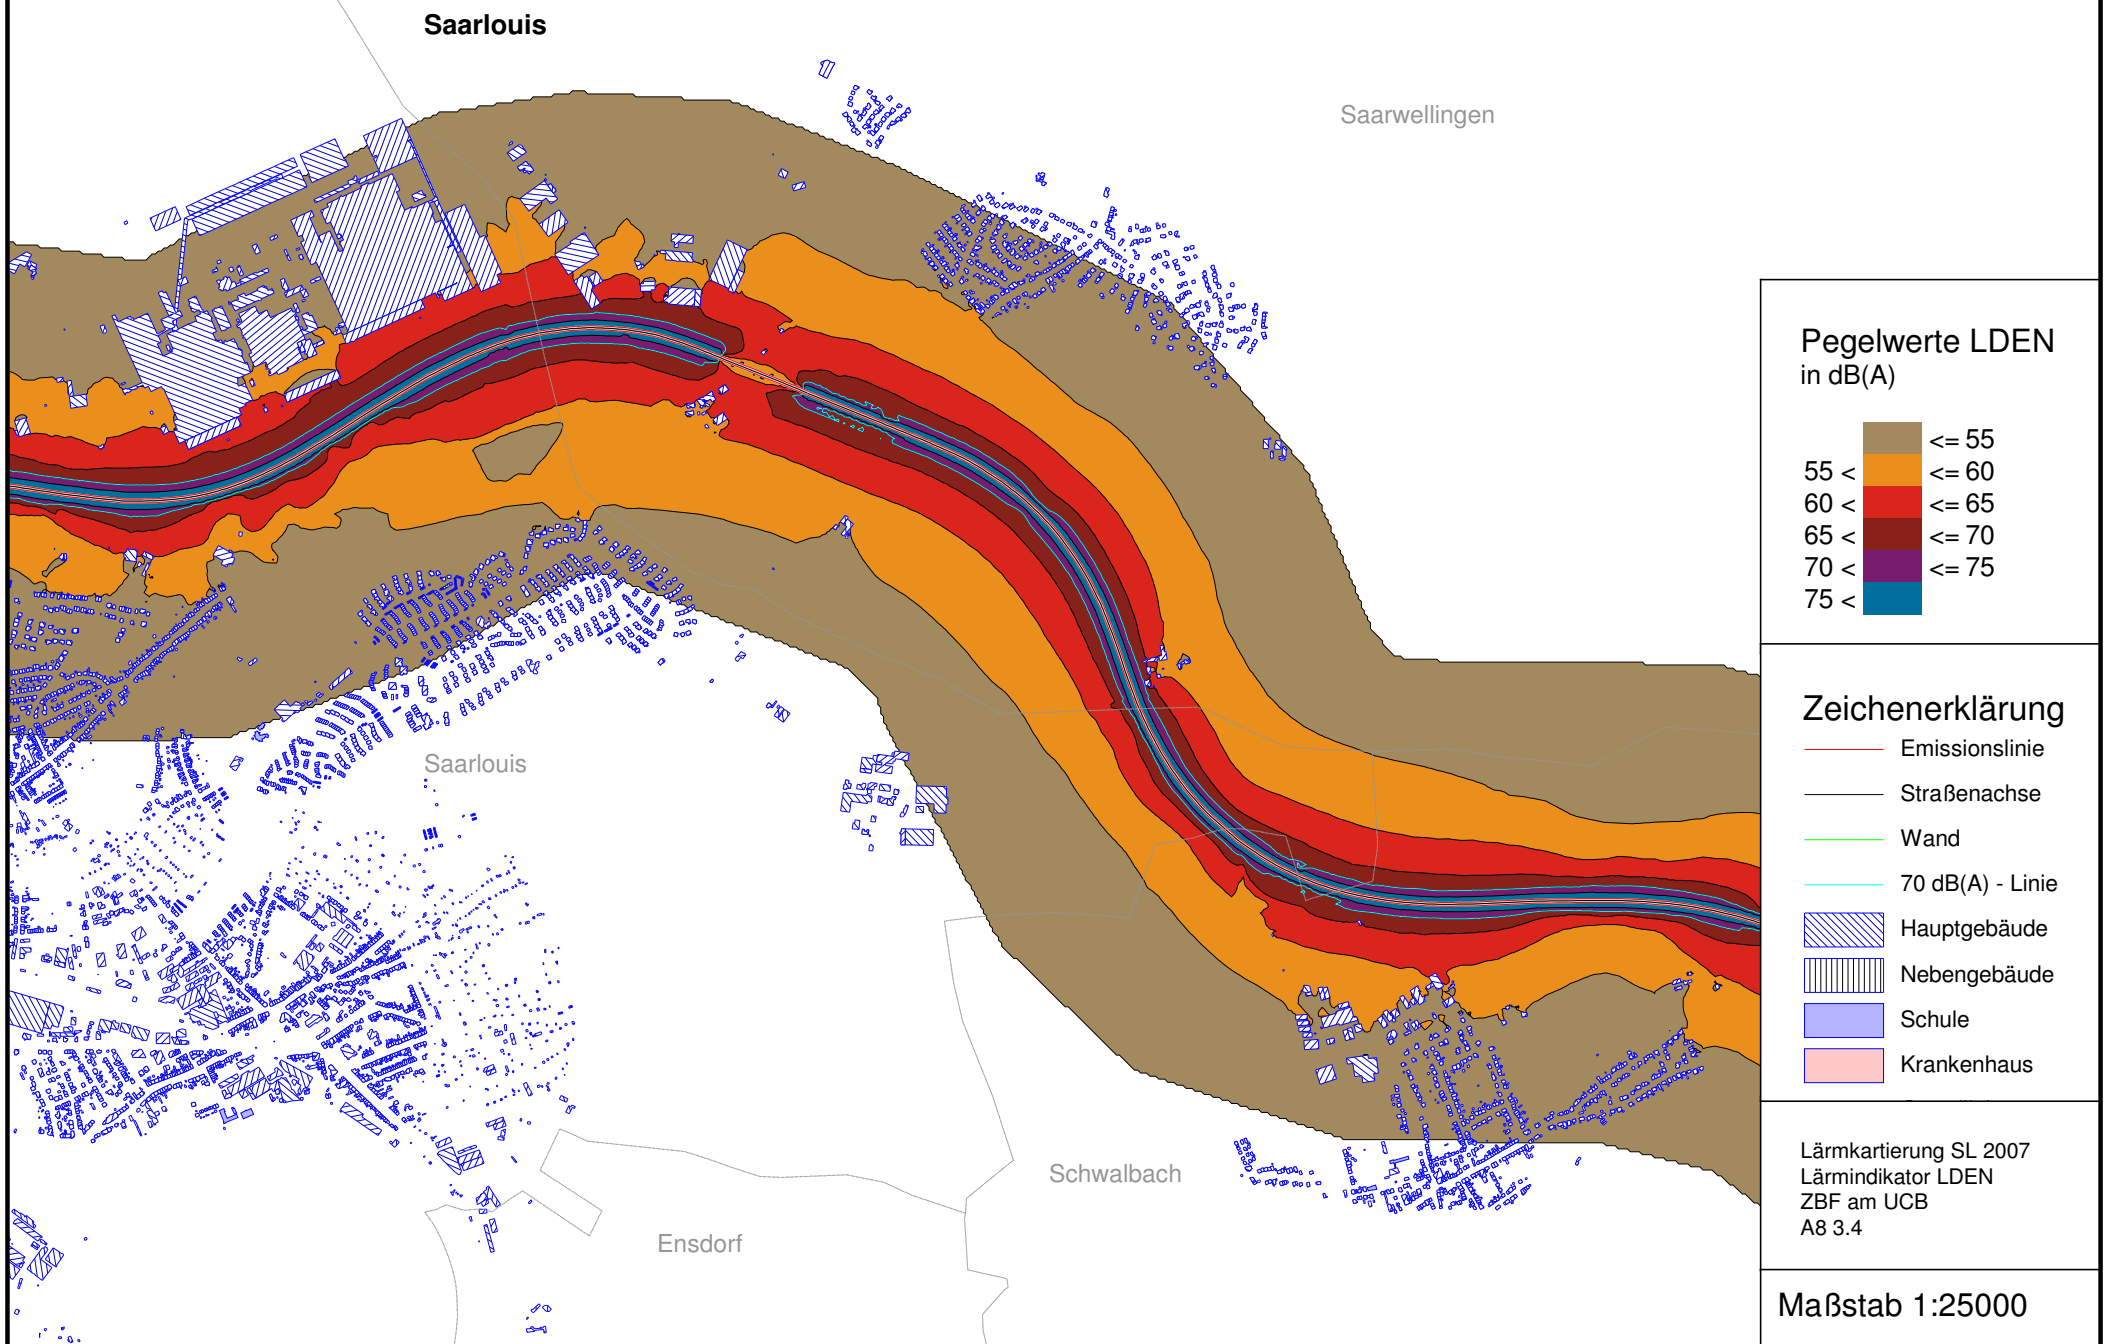 Saarlouis
Saarwellingen
Saarlouis
Schwalbach
Ensdorf
Pegelwerte LDEN
in dB(A)
<= 55
55 < <= 60
60 < <= 65
65 < <= 70
70 < <= 75
75 <
Zeichenerklärung
Emissionslinie
Straßenachse
Wand
70 dB(A) - Linie
Hauptgebäude
Nebengebäude
Schule
Krankenhaus
Lärmkartierung SL 2007
Lärmindikator LDEN
ZBF am UCB
A8 3.4
Maßstab 1:25000